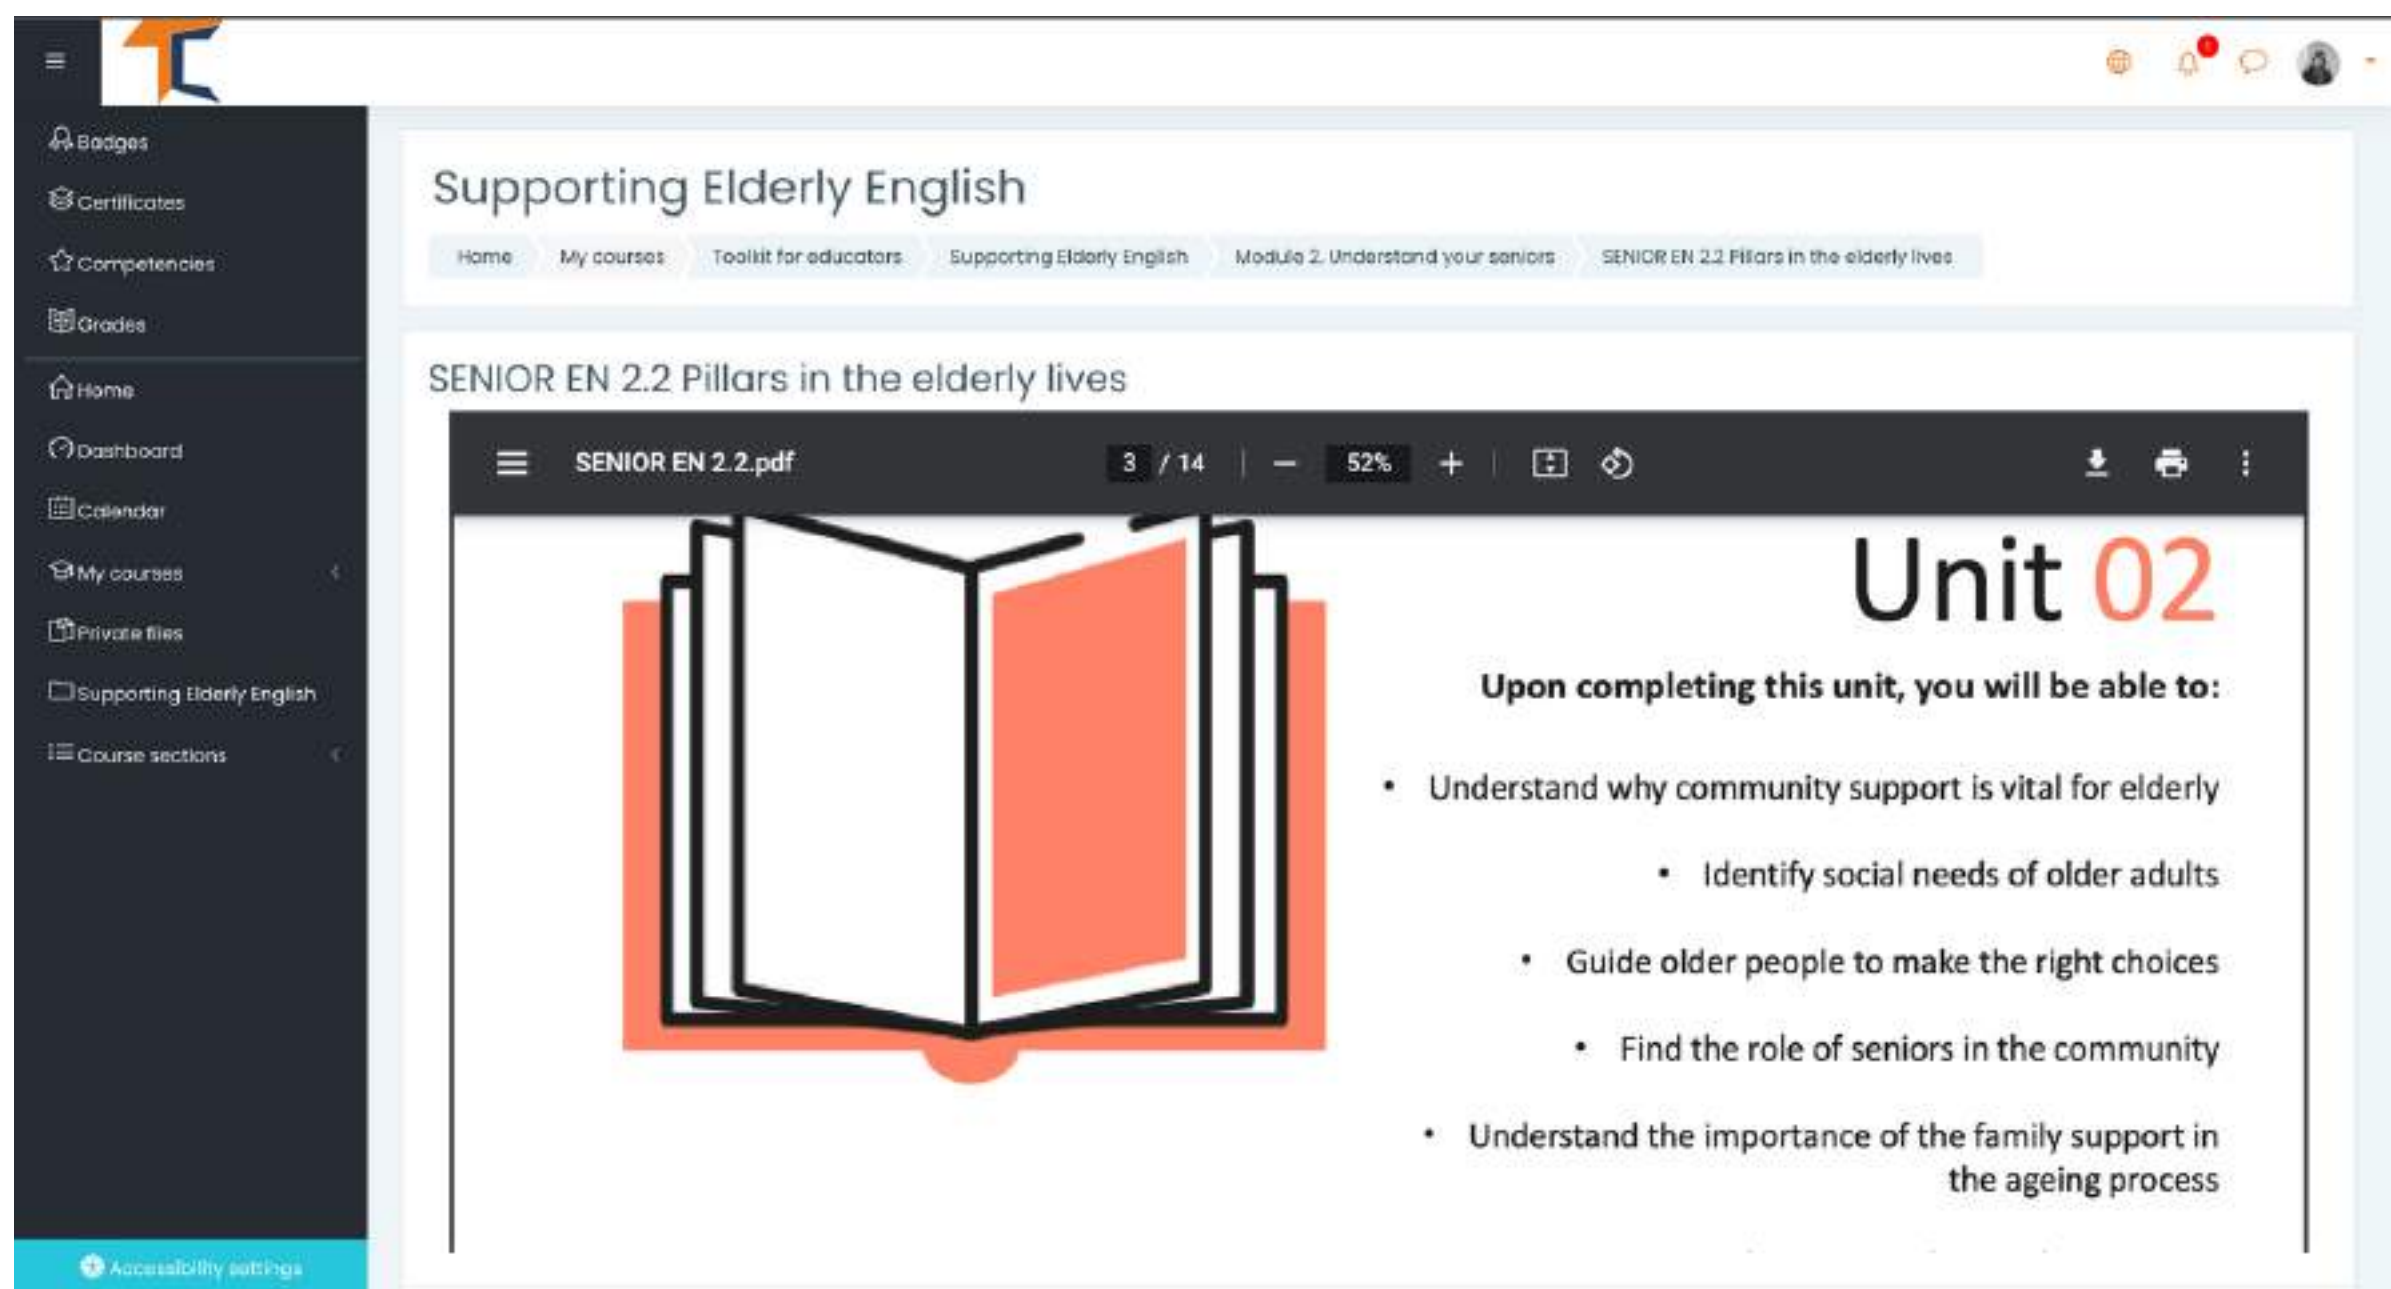 Badges
Certificates
Competencies
Grades
Home
Dashboard
Calendar
My courses
Private files
Supporting Elderly English
Course sections
Accessibility settings
Supporting Elderly English
Home My courses Toolkit for educators Supporting Elderly English Module 2. Understand your seniors SENIOR EN 2.2 Pillars in the elderly lives
SENIOR EN 2.2 Pillars in the elderly lives
SENIOR EN 2.2.pdf 3 / 14 52%
Unit 02
Upon completing this unit, you will be able to:
• Understand why community support is vital for elderly
• Identify social needs of older adults
• Guide older people to make the right choices
• Find the role of seniors in the community
• Understand the importance of the family support in
the ageing process